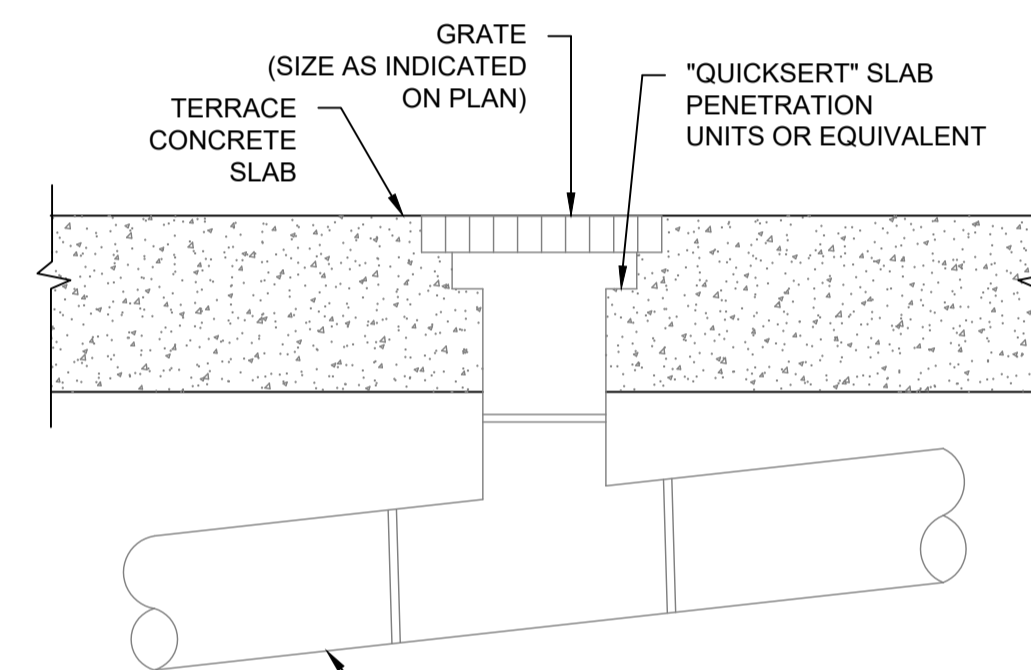 GRATE
(SIZE AS INDICATED
ON PLAN)
"QUICKSERT" SLAB
PENETRATION
UNITS OR EQUIVALENT
TERRACE
CONCRETE
SLAB